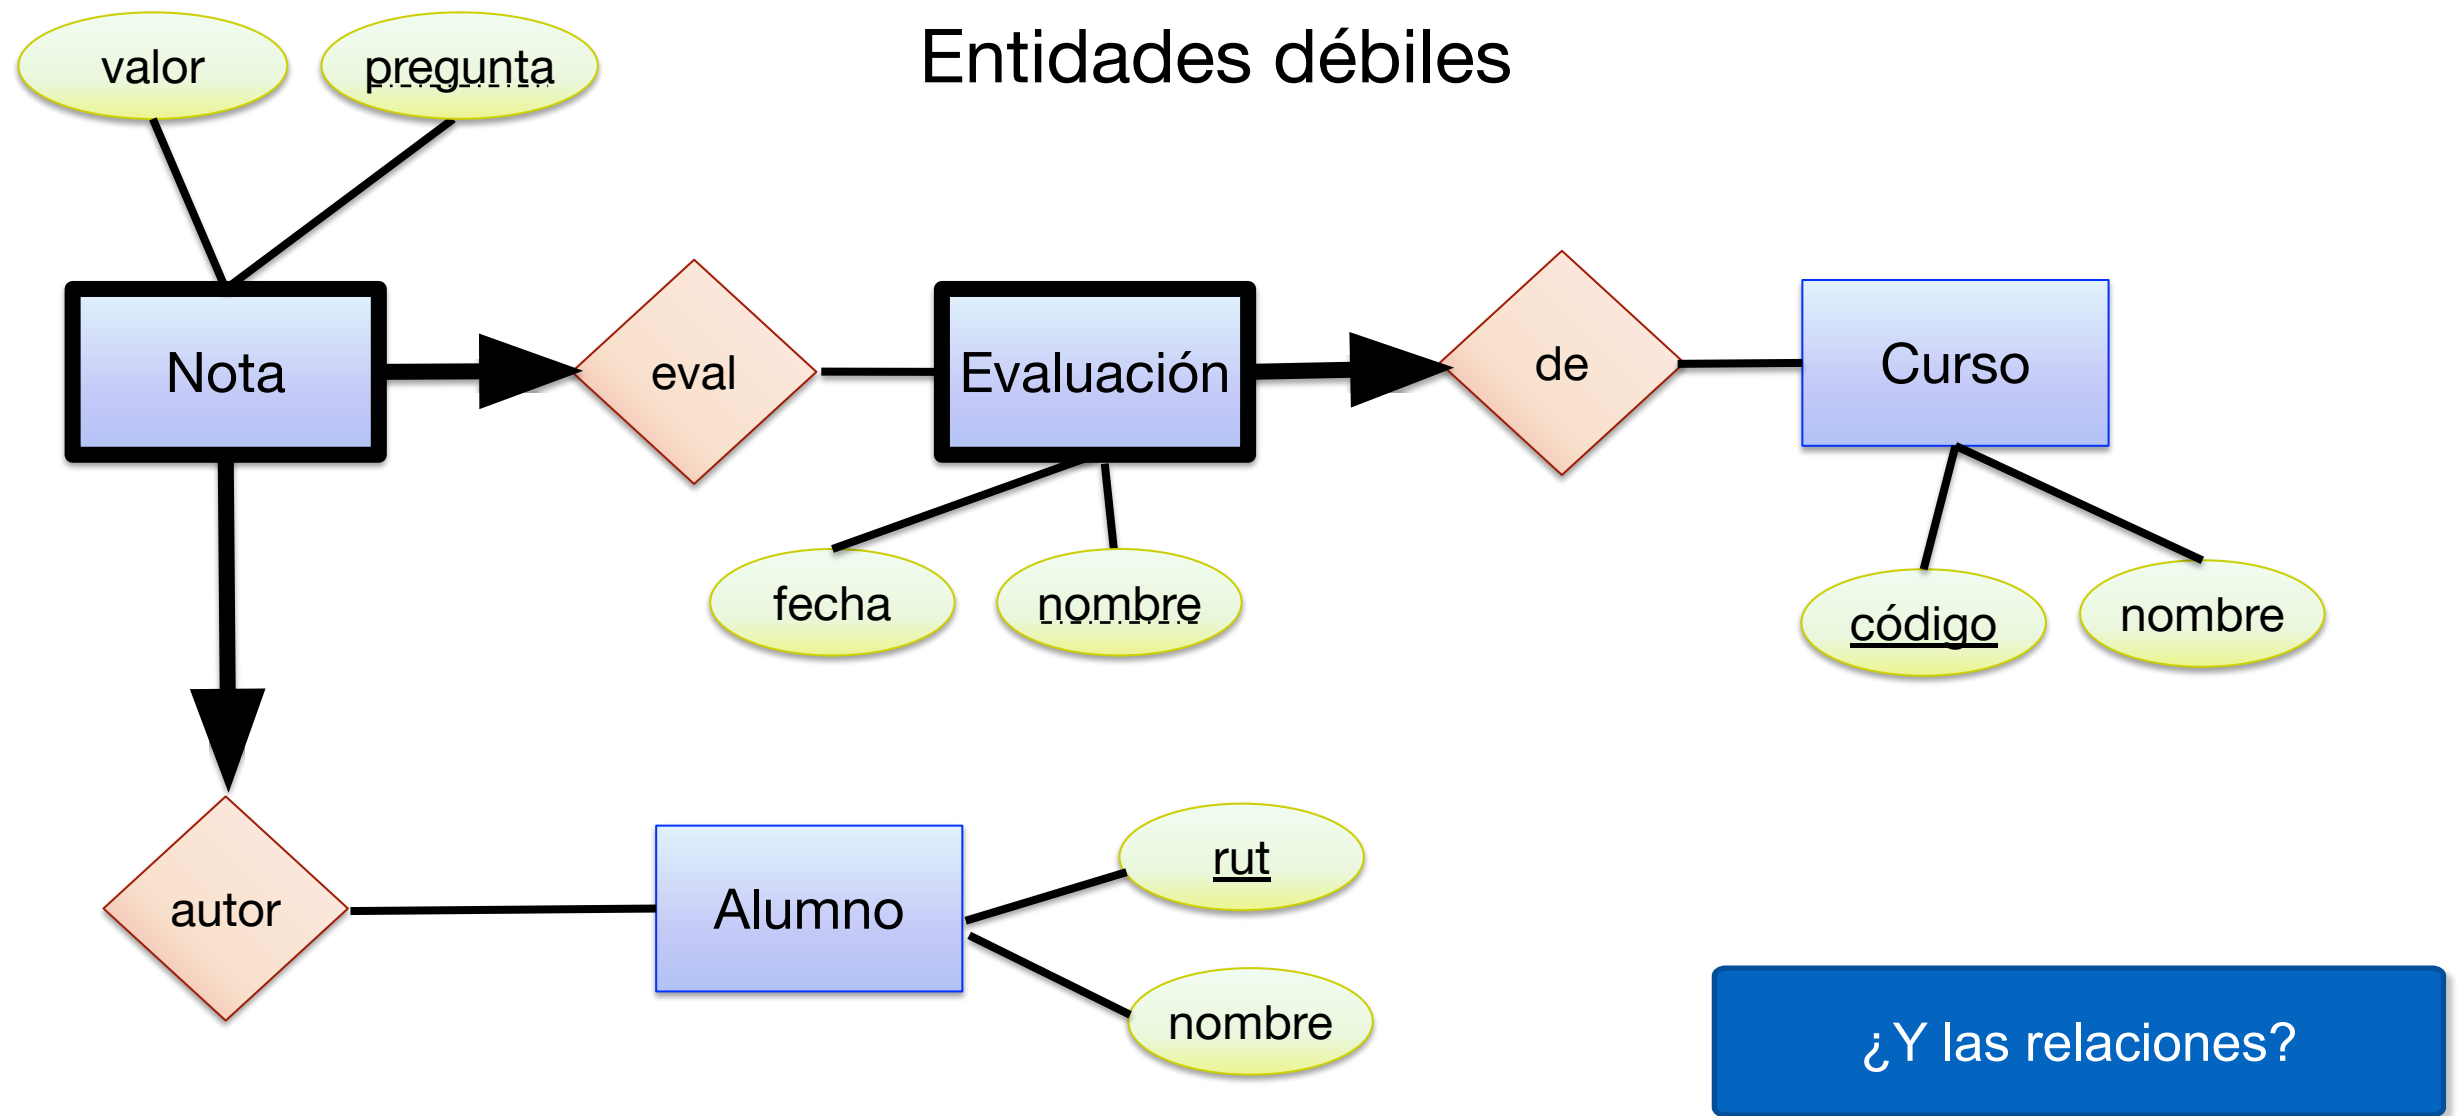 Entidades débiles
valor
pregunta
Nota
eval
Evaluación
de
Curso
fecha
nombre
código
nombre
autor
Alumno
rut
nombre
¿Y las relaciones?